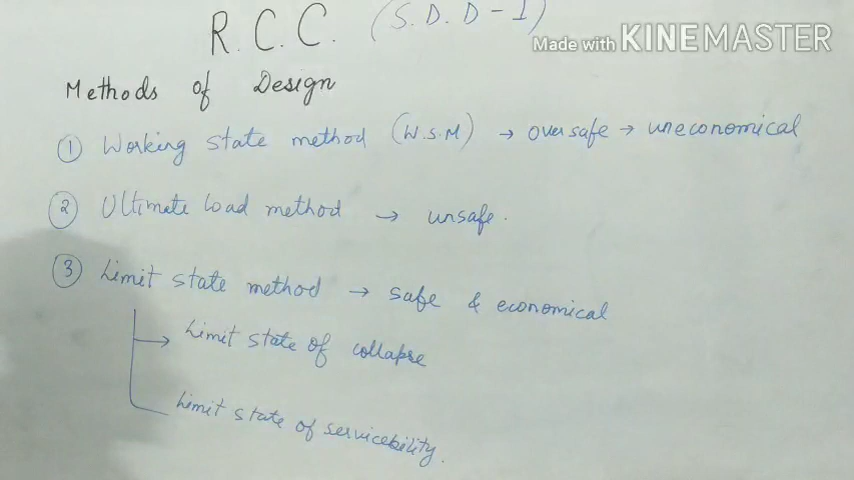 R. C. C. (S. D. D - 1)
Made with KINEMASTER
Methods of Design
① Working state method (W.S.M) → over safe → uneconomical
② Ultimate load method → unsafe.
③ Limit state method → safe & economical
→ Limit state of collapse
Limit state of servicebility.